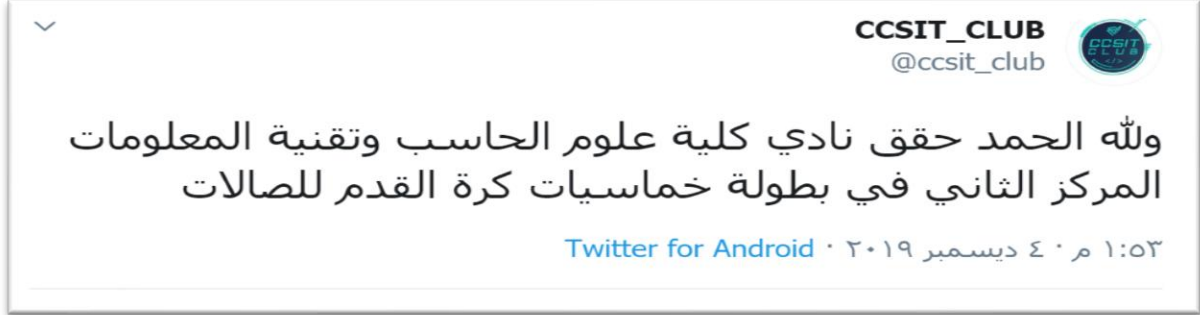 CCSIT_CLUB
@ccsit_club
CCSIT
CLUB
</>
ولله الحمد حقق نادي كلية علوم الحاسب وتقنية المعلومات
المركز الثاني في بطولة خماسيات كرة القدم للصالات
١:٥٣ م · ٤ ديسمبر ٢٠١٩ · Twitter for Android